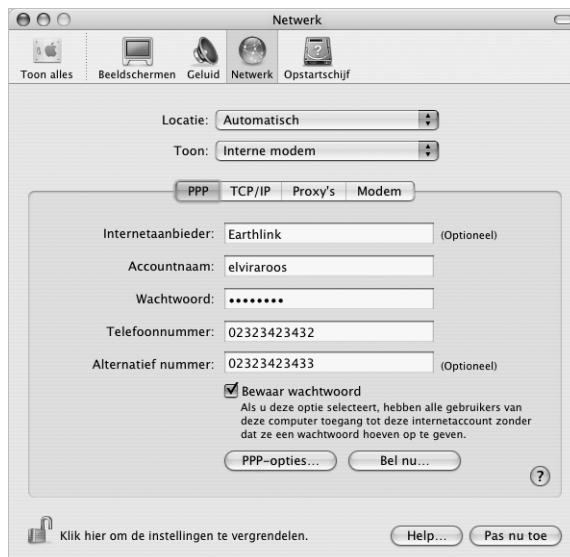 Netwerk
Toon alles Beeldschermen Geluid Netwerk Opstartschijf
Locatie: Automatisch
Toon: Interne modem
PPP TCP/IP Proxy's Modem
Internetaanbieder: Earthlink (Optioneel)
Accountnaam: elviraroos
Wachtwoord: ••••••••
Telefoonnummer: 02323423432
Alternatief nummer: 02323423433 (Optioneel)
Bewaar wachtwoord
Als u deze optie selecteert, hebben alle gebruikers van
deze computer toegang tot deze internetaccount zonder
dat ze een wachtwoord hoeven op te geven.
PPP-opties... Bel nu...
?
Klik hier om de instellingen te vergrendelen. Help... Pas nu toe